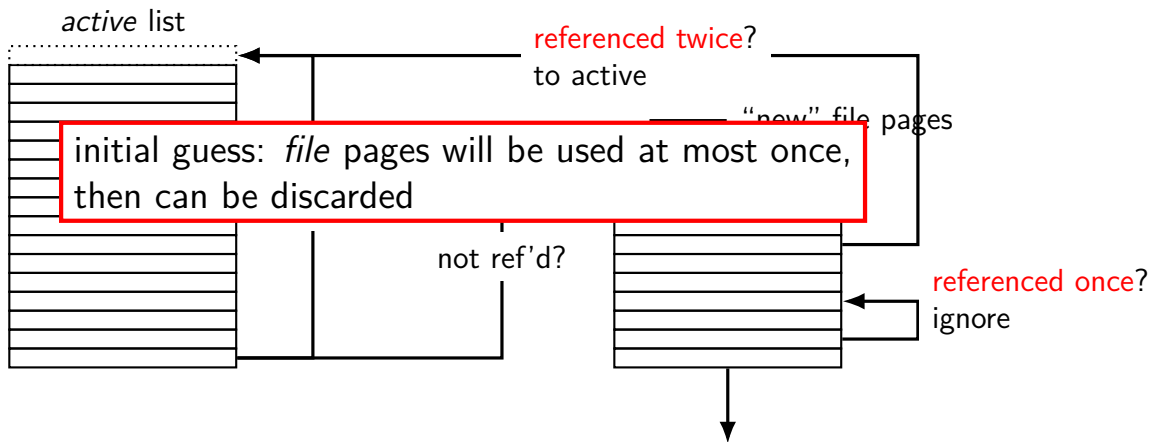 active list
referenced twice?
to active
“new” file pages
initial guess: file pages will be used at most once,
then can be discarded
not ref’d?
referenced once?
ignore